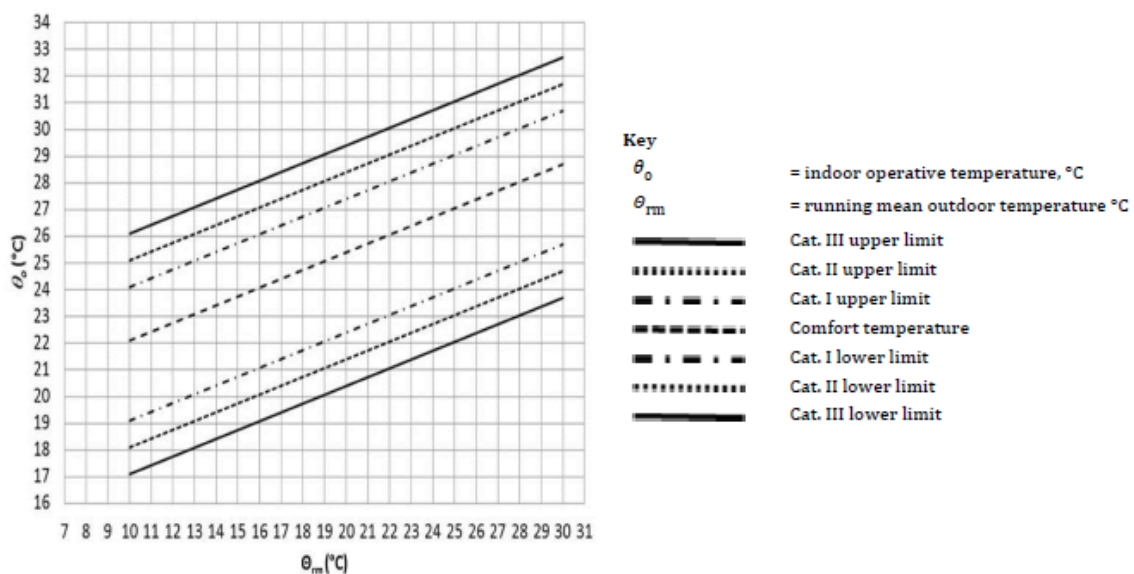 34
33
32
31
30
29
28
27
26
25
24
23
22
21
20
19
18
17
16
θₒ (°C)
7 8 9 10 11 12 13 14 15 16 17 18 19 20 21 22 23 24 25 26 27 28 29 30 31
Θrm (°C)
Key
θₒ = indoor operative temperature, °C
Θrm = running mean outdoor temperature °C
Cat. III upper limit
Cat. II upper limit
Cat. I upper limit
Comfort temperature
Cat. I lower limit
Cat. II lower limit
Cat. III lower limit